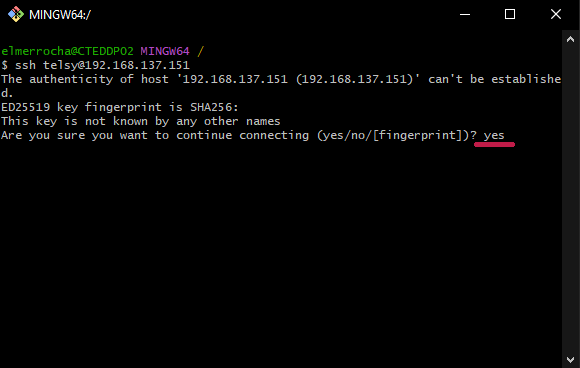 MINGW64:/
elmerrocha@CTEDDPO2 MINGW64 /
$ ssh telsy@192.168.137.151
The authenticity of host '192.168.137.151 (192.168.137.151)' can't be establishe
d.
ED25519 key fingerprint is SHA256:
This key is not known by any other names
Are you sure you want to continue connecting (yes/no/[fingerprint])? yes